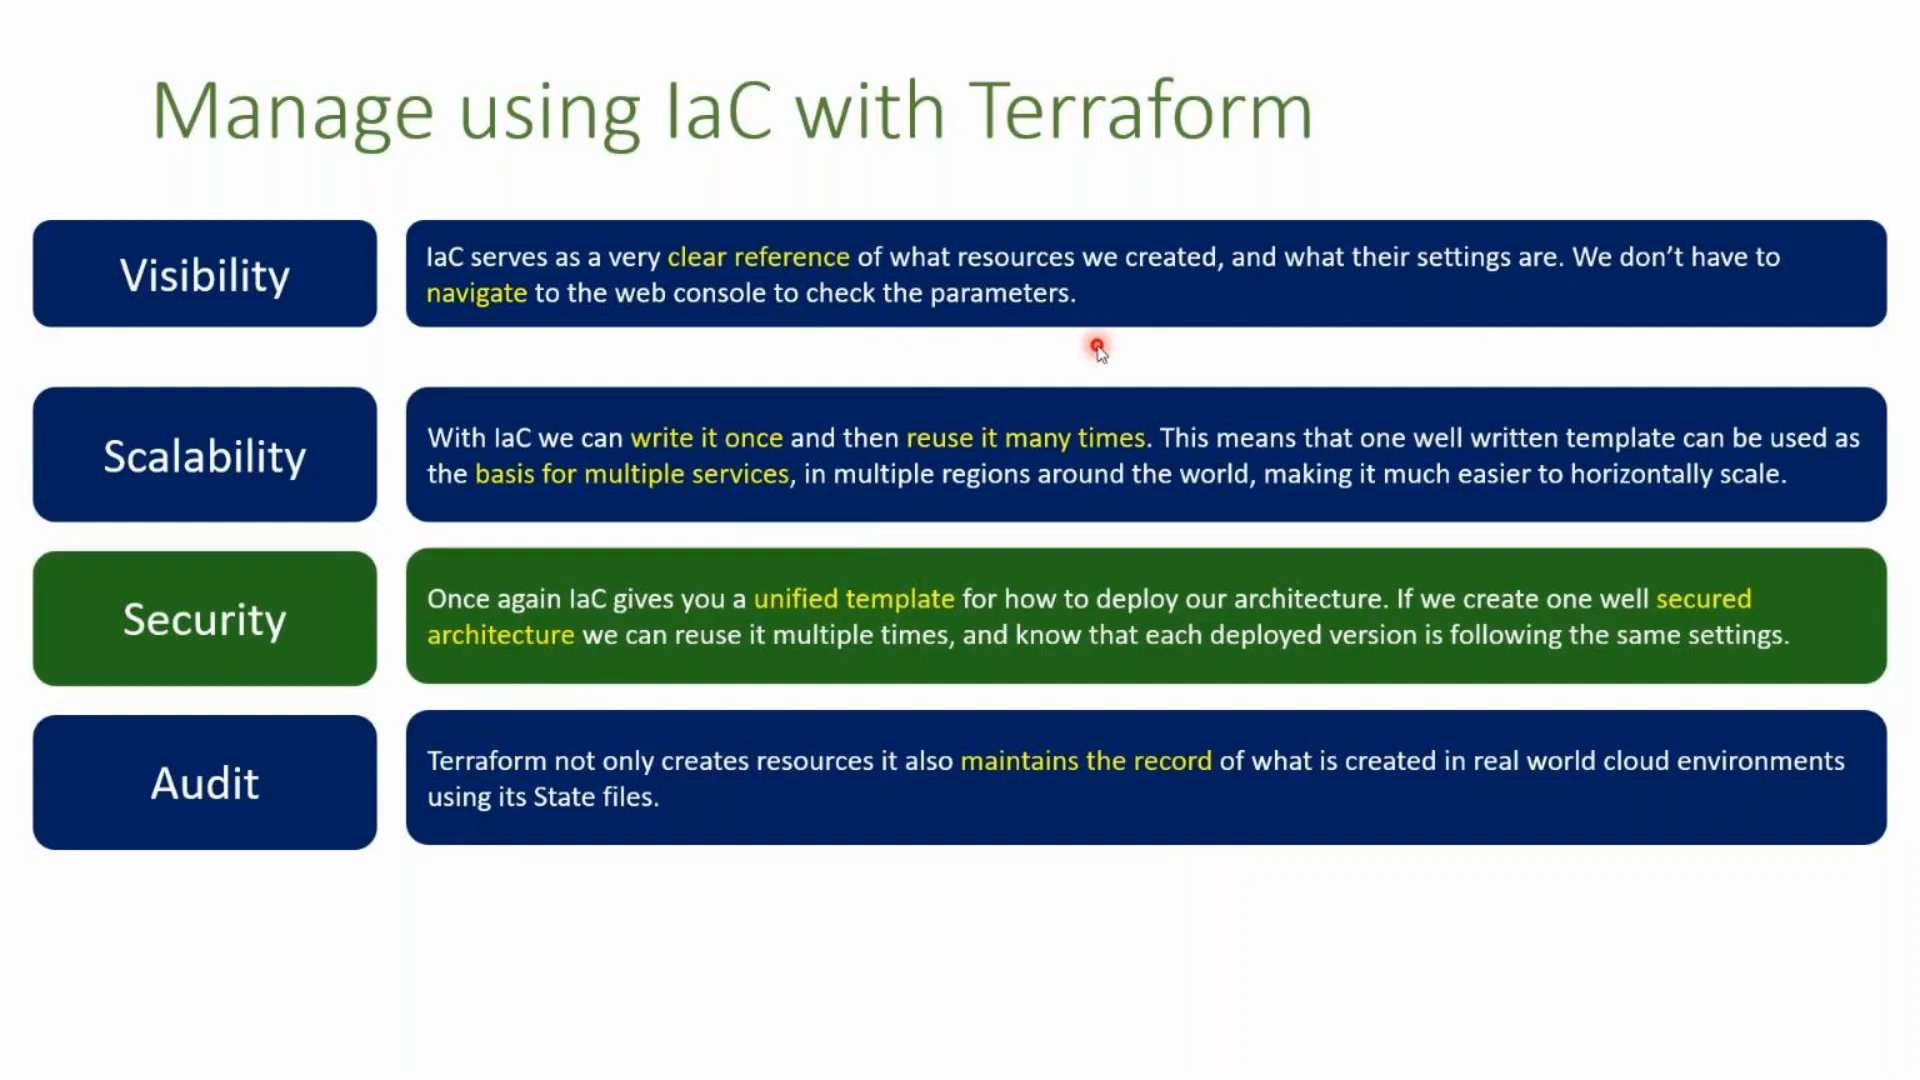 Manage using IaC with Terraform
Visibility
IaC serves as a very clear reference of what resources we created, and what their settings are. We don’t have to
navigate to the web console to check the parameters.
Scalability
With IaC we can write it once and then reuse it many times. This means that one well written template can be used as
the basis for multiple services, in multiple regions around the world, making it much easier to horizontally scale.
Security
Once again IaC gives you a unified template for how to deploy our architecture. If we create one well secured
architecture we can reuse it multiple times, and know that each deployed version is following the same settings.
Audit
Terraform not only creates resources it also maintains the record of what is created in real world cloud environments
using its State files.